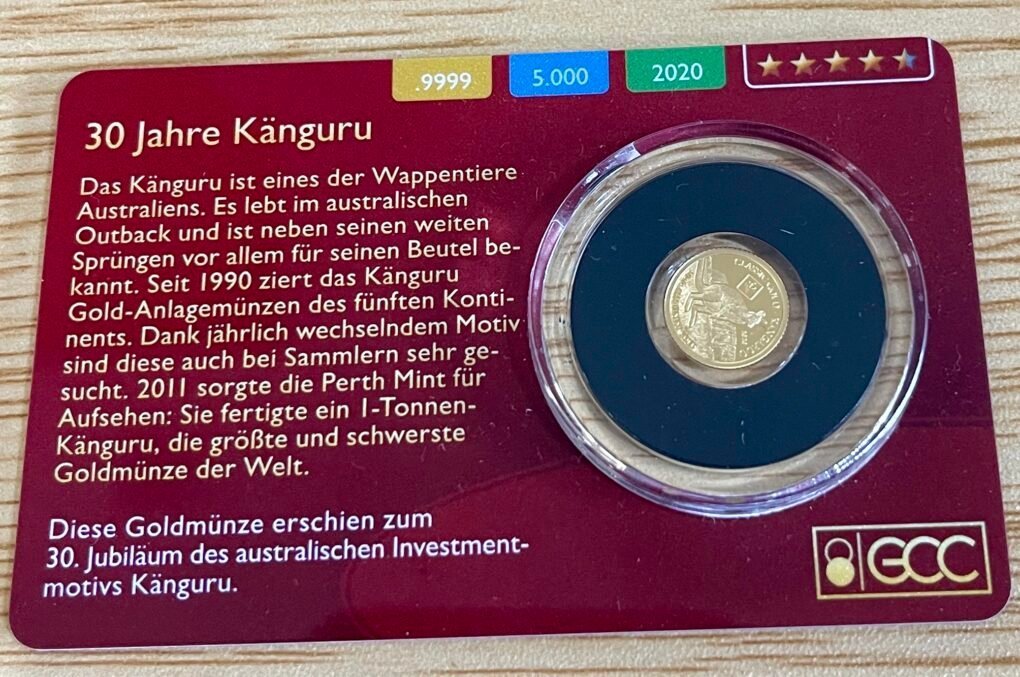 .9999 5.000 2020
30 Jahre Känguru
Das Känguru ist eines der Wappentiere
Australiens. Es lebt im australischen
Outback und ist neben seinen weiten
Sprüngen vor allem für seinen Beutel be-
kannt. Seit 1990 ziert das Känguru
Gold-Anlagemünzen des fünften Konti-
nents. Dank jährlich wechselndem Motiv
sind diese auch bei Sammlern sehr ge-
sucht. 2011 sorgte die Perth Mint für
Aufsehen: Sie fertigte ein 1-Tonnen-
Känguru, die größte und schwerste
Goldmünze der Welt.
Diese Goldmünze erschien zum
30. Jubiläum des australischen Investment-
motivs Känguru.
GCC